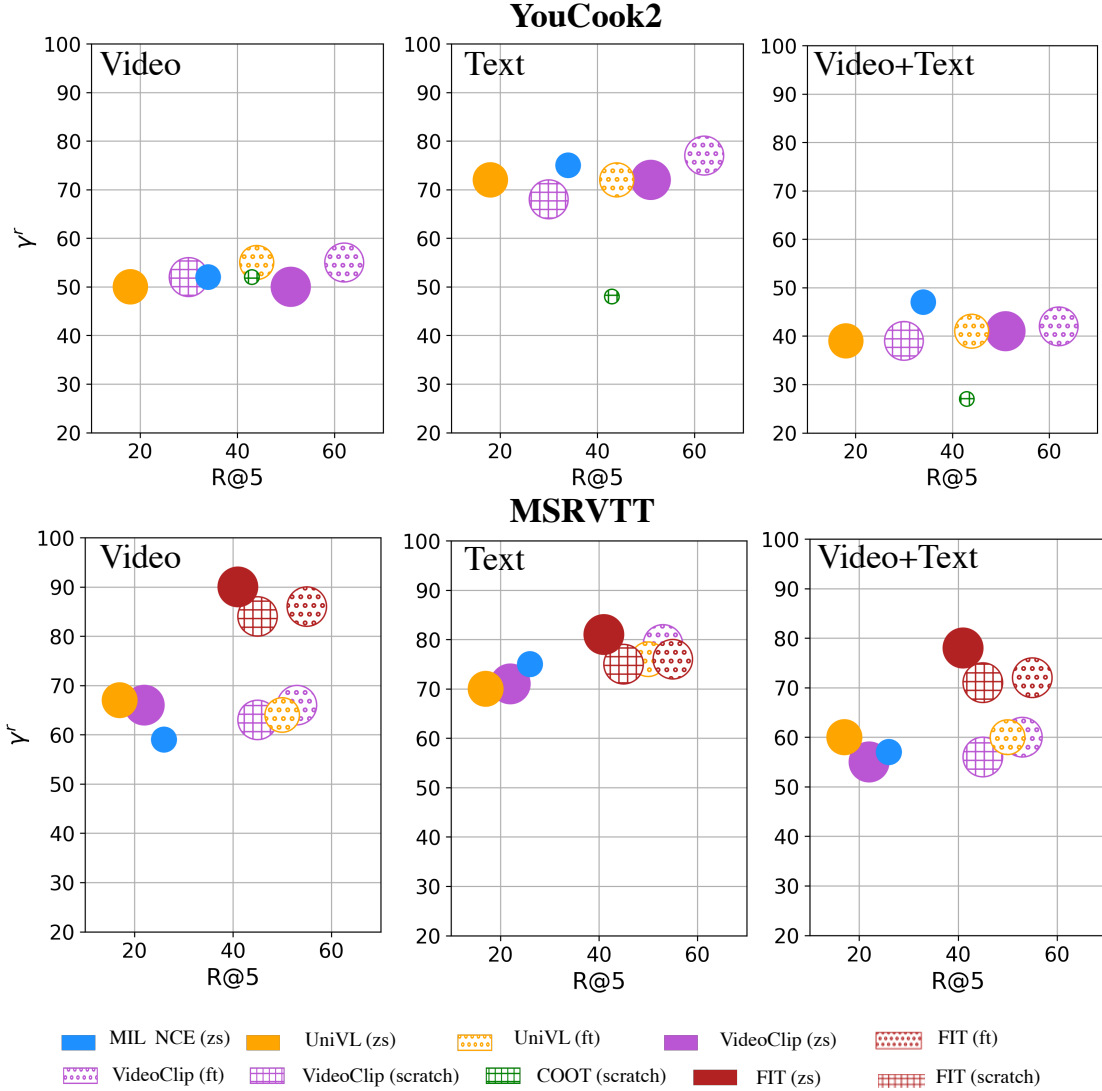 YouCook2
Video
Text
Video+Text
100
90
80
70
60
50
40
30
20
γʳ
20 40 60
R@5
100
90
80
70
60
50
40
30
20
20 40 60
R@5
100
90
80
70
60
50
40
30
20
20 40 60
R@5
MSRVTT
Video
Text
Video+Text
100
90
80
70
60
50
40
30
20
γʳ
20 40 60
R@5
100
90
80
70
60
50
40
30
20
20 40 60
R@5
100
90
80
70
60
50
40
30
20
20 40 60
R@5
MIL NCE (zs) UniVL (zs) UniVL (ft) VideoClip (zs) FIT (ft)
VideoClip (ft) VideoClip (scratch) COOT (scratch) FIT (zs) FIT (scratch)